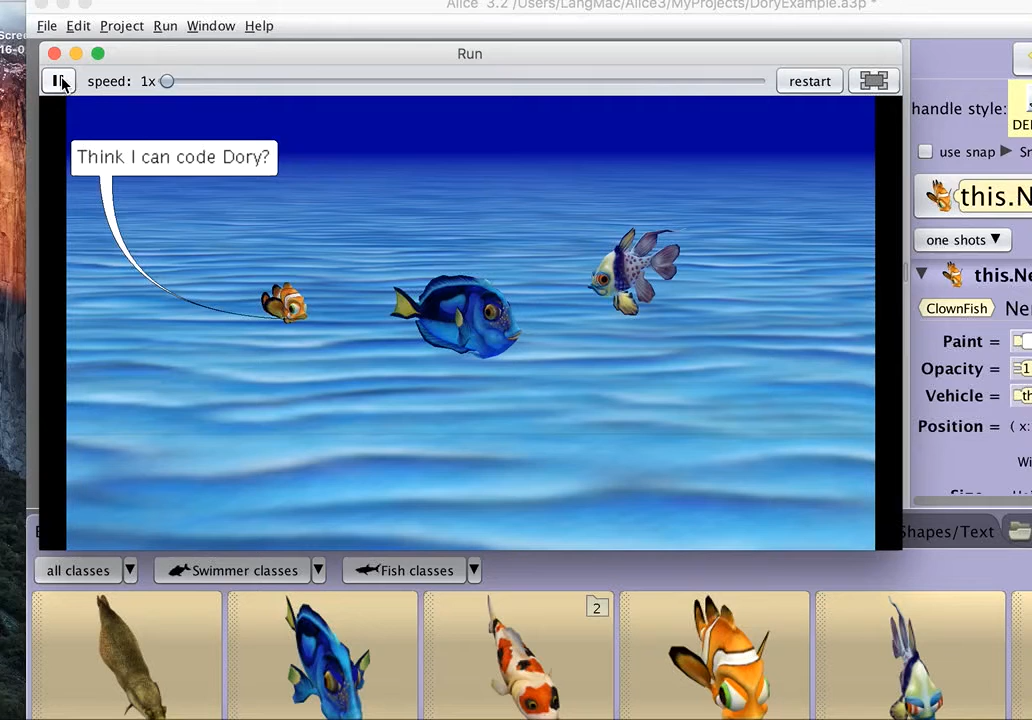 Alice 3.2 /Users/LangMac/Alice3/MyProjects/DoryExample.a3p *
File Edit Project Run Window Help
Run
speed: 1x
restart
handle style:
use snap
one shots
this.N
this.Ne
ClownFish
Ne
Paint =
Opacity =
Vehicle =
Position = ( x:
Think I can code Dory?
Shapes/Text
all classes
Swimmer classes
Fish classes
2